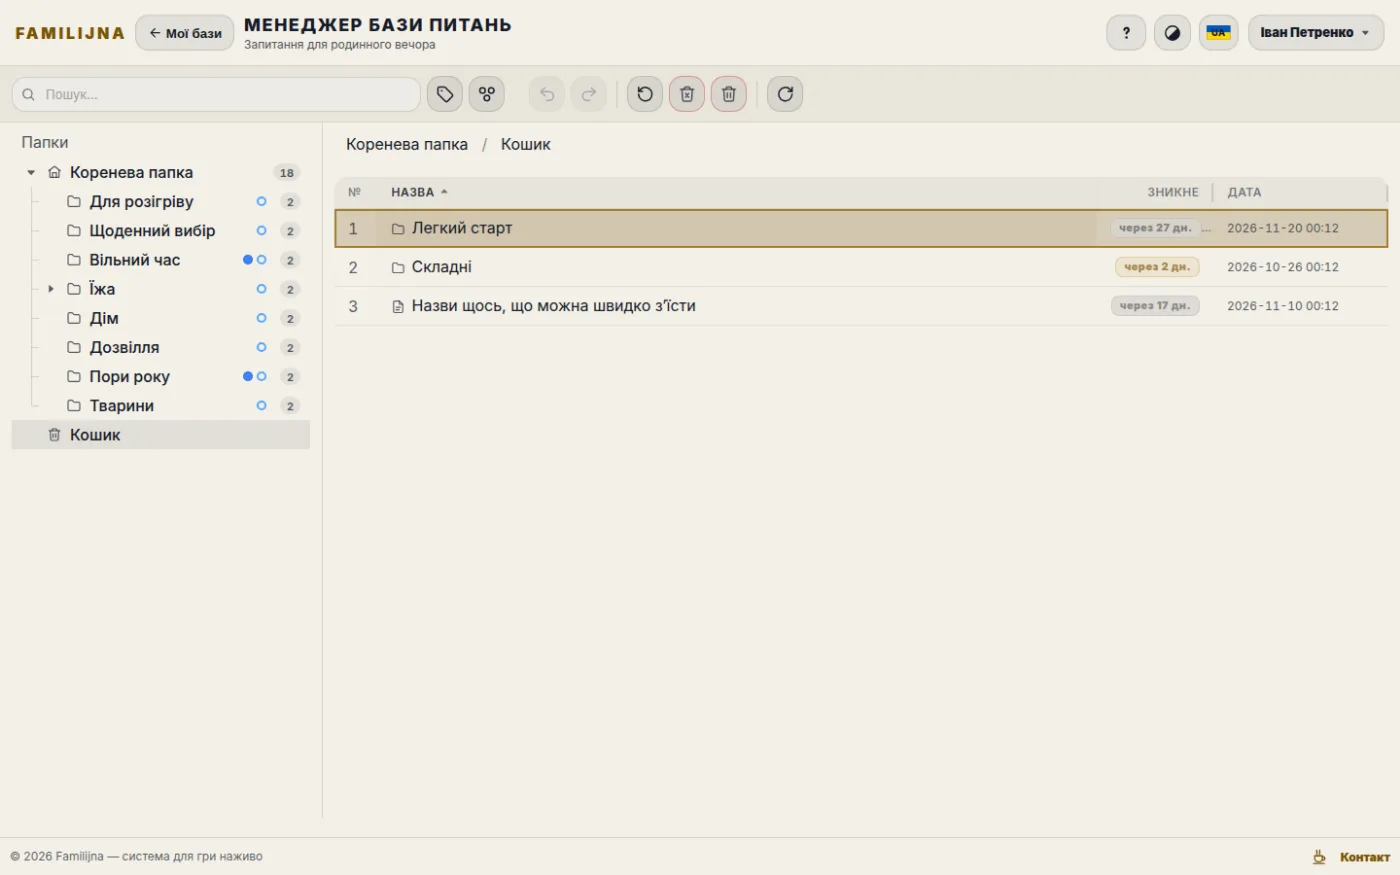 FAMILIJNA
← Мої бази
МЕНЕДЖЕР БАЗИ ПИТАНЬ
Запитання для родинного вечора
?
UA
Іван Петренко
Пошук...
Папки
Коренева папка 18
Для розігріву 2
Щоденний вибір 2
Вільний час 2
Їжа 2
Дім 2
Дозвілля 2
Пори року 2
Тварини 2
Кошик
Коренева папка / Кошик
№ НАЗВА ЗНИКНЕ ДАТА
1 Легкий старт через 27 дн. ... 2026-11-20 00:12
2 Складні через 2 дн. 2026-10-26 00:12
3 Назви щось, що можна швидко з’їсти через 17 дн. 2026-11-10 00:12
© 2026 Familijna — система для гри наживо
Контакт